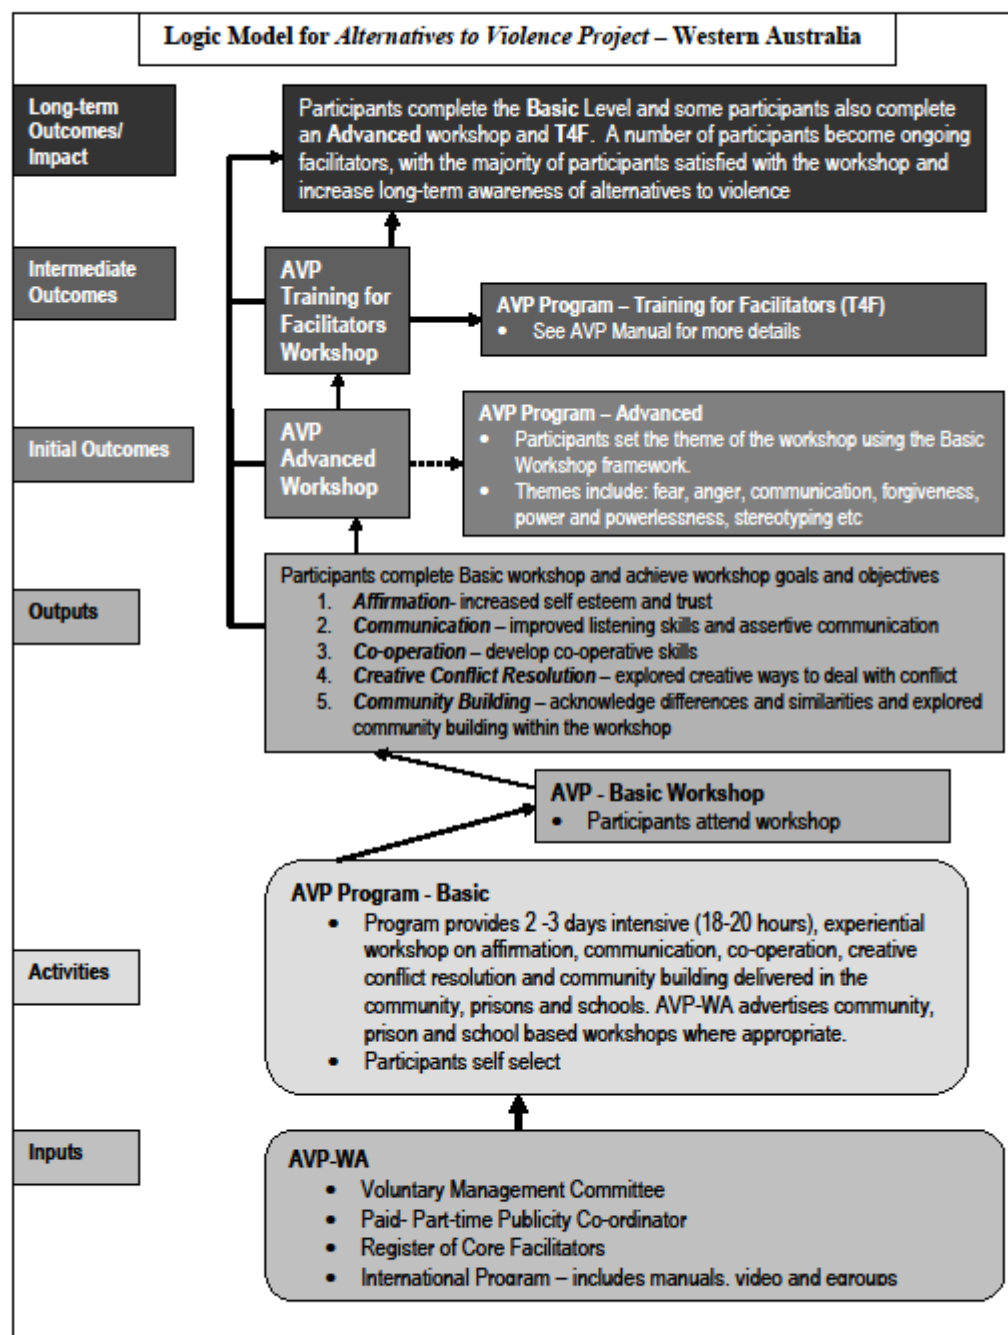 Logic Model for Alternatives to Violence Project – Western Australia
Long-term
Outcomes/
Impact
Participants complete the Basic Level and some participants also complete
an Advanced workshop and T4F. A number of participants become ongoing
facilitators, with the majority of participants satisfied with the workshop and
increase long-term awareness of alternatives to violence
Intermediate
Outcomes
AVP
Training for
Facilitators
Workshop
AVP Program – Training for Facilitators (T4F)
• See AVP Manual for more details
Initial Outcomes
AVP
Advanced
Workshop
AVP Program – Advanced
• Participants set the theme of the workshop using the Basic
Workshop framework.
• Themes include: fear, anger, communication, forgiveness,
power and powerlessness, stereotyping etc
Outputs
Participants complete Basic workshop and achieve workshop goals and objectives
1. Affirmation- increased self esteem and trust
2. Communication – improved listening skills and assertive communication
3. Co-operation – develop co-operative skills
4. Creative Conflict Resolution – explored creative ways to deal with conflict
5. Community Building – acknowledge differences and similarities and explored
community building within the workshop
AVP - Basic Workshop
• Participants attend workshop
Activities
AVP Program - Basic
• Program provides 2 -3 days intensive (18-20 hours), experiential
workshop on affirmation, communication, co-operation, creative
conflict resolution and community building delivered in the
community, prisons and schools. AVP-WA advertises community,
prison and school based workshops where appropriate.
• Participants self select
Inputs
AVP-WA
• Voluntary Management Committee
• Paid- Part-time Publicity Co-ordinator
• Register of Core Facilitators
• International Program – includes manuals, video and egroups